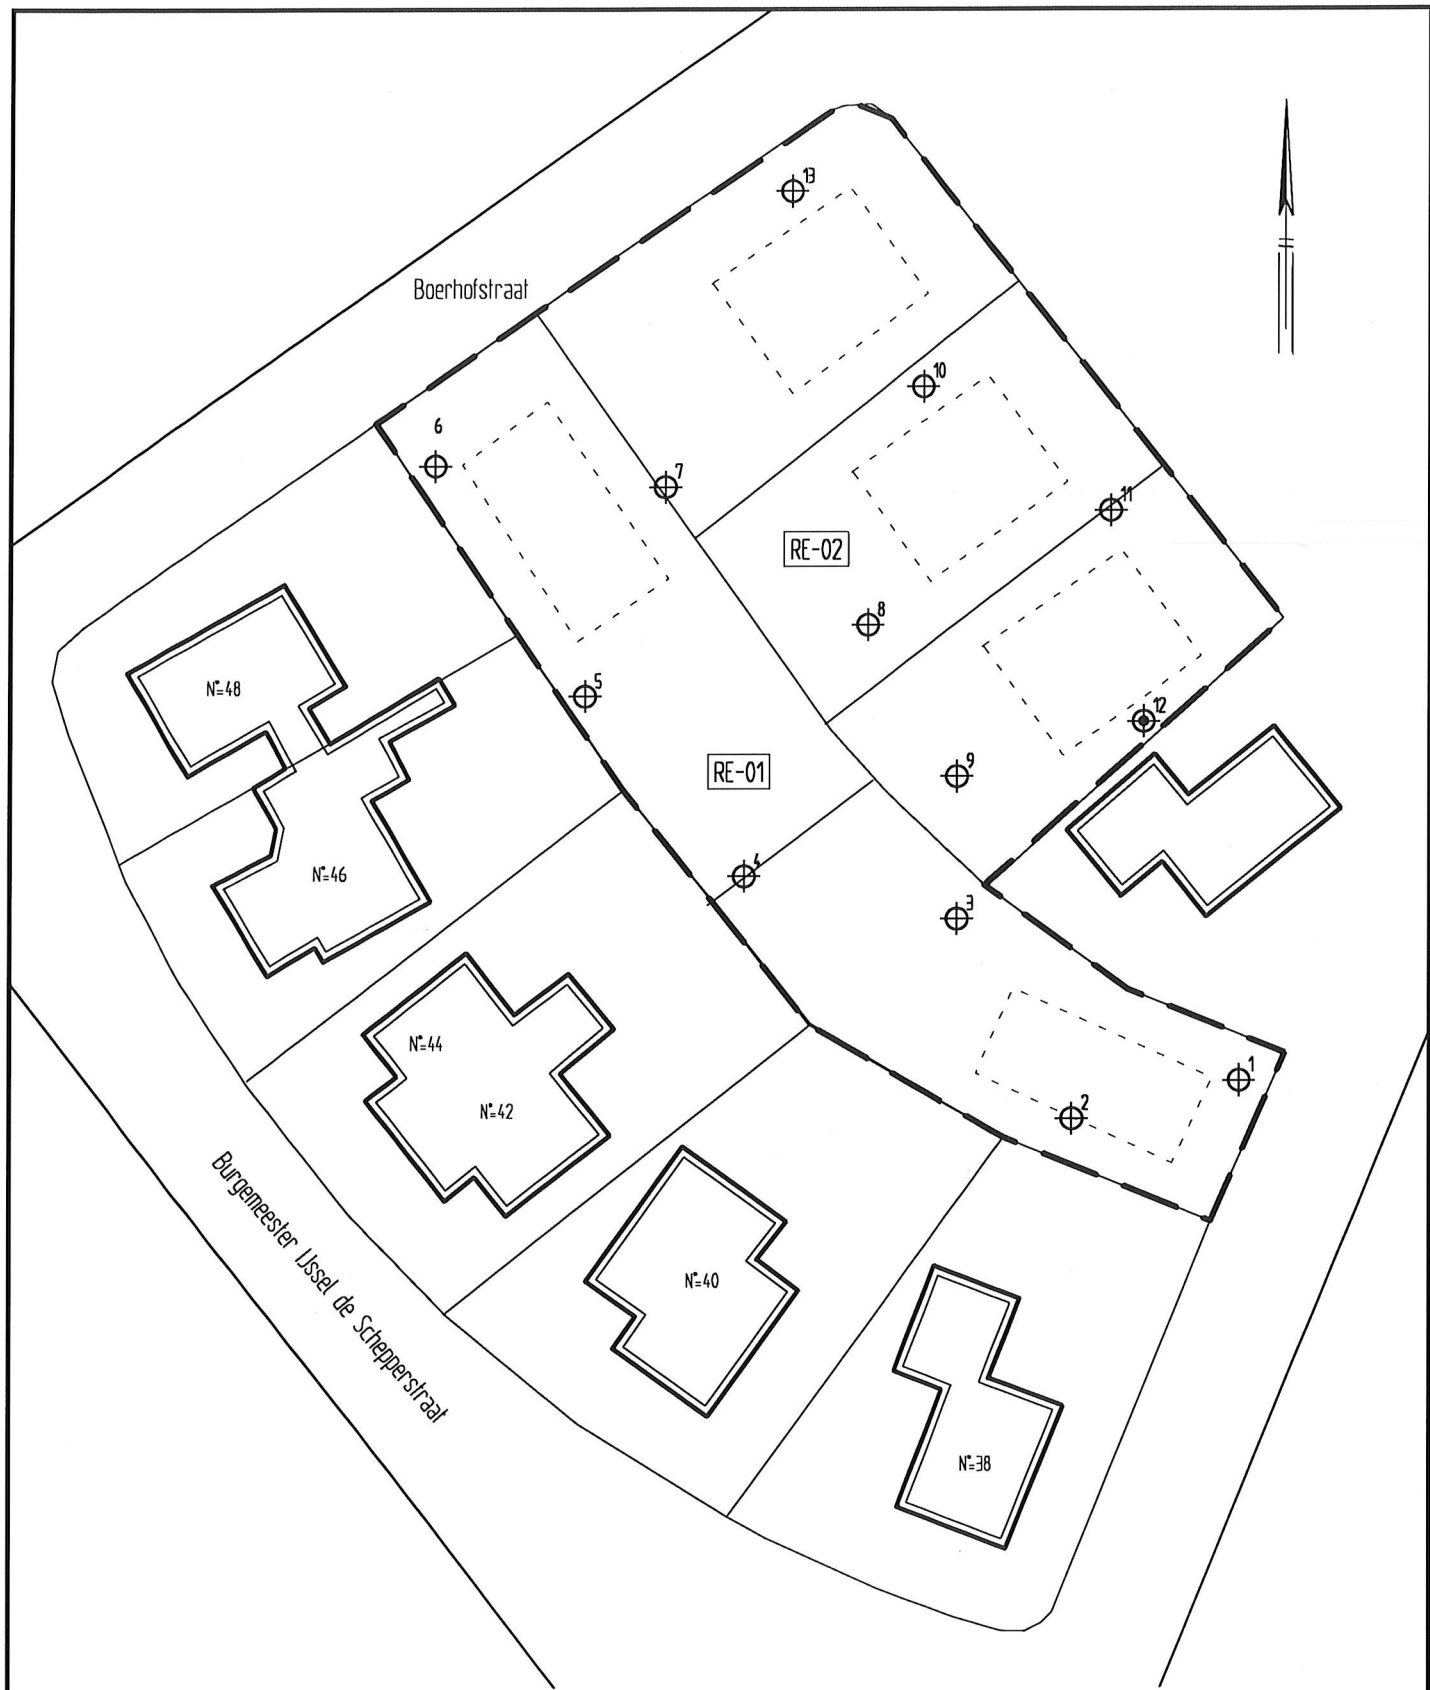 13
Boerhofstraat
10
6
7
11
RE-02
8
N°=48
5
12
RE-01
9
N°=46
4
3
N°=44
1
N°=42
2
Burgemeester IJssel de Schepperstraat
N°=40
N°=38